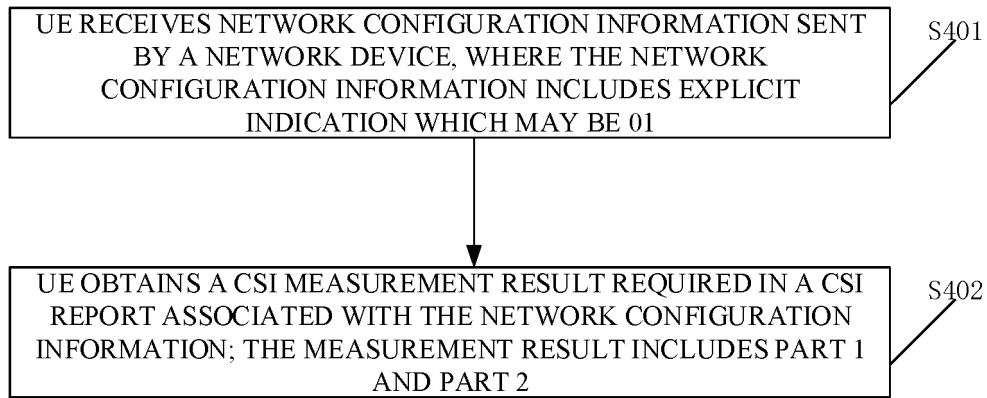 UE RECEIVES NETWORK CONFIGURATION INFORMATION SENT
BY A NETWORK DEVICE, WHERE THE NETWORK
CONFIGURATION INFORMATION INCLUDES EXPLICIT
INDICATION WHICH MAY BE 01
S401
UE OBTAINS A CSI MEASUREMENT RESULT REQUIRED IN A CSI
REPORT ASSOCIATED WITH THE NETWORK CONFIGURATION
INFORMATION; THE MEASUREMENT RESULT INCLUDES PART 1
AND PART 2
S402